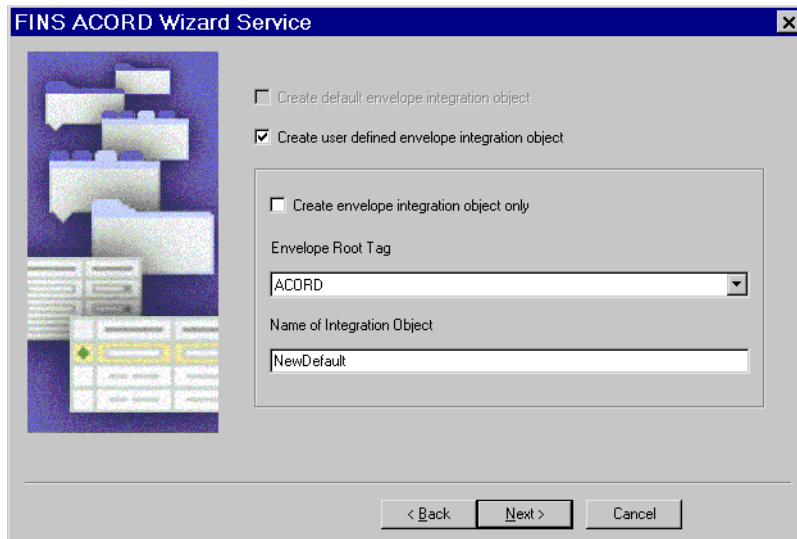 FINS ACORD Wizard Service
Create default envelope integration object
Create user defined envelope integration object
Create envelope integration object only
Envelope Root Tag
ACORD
Name of Integration Object
NewDefault
< Back
Next >
Cancel